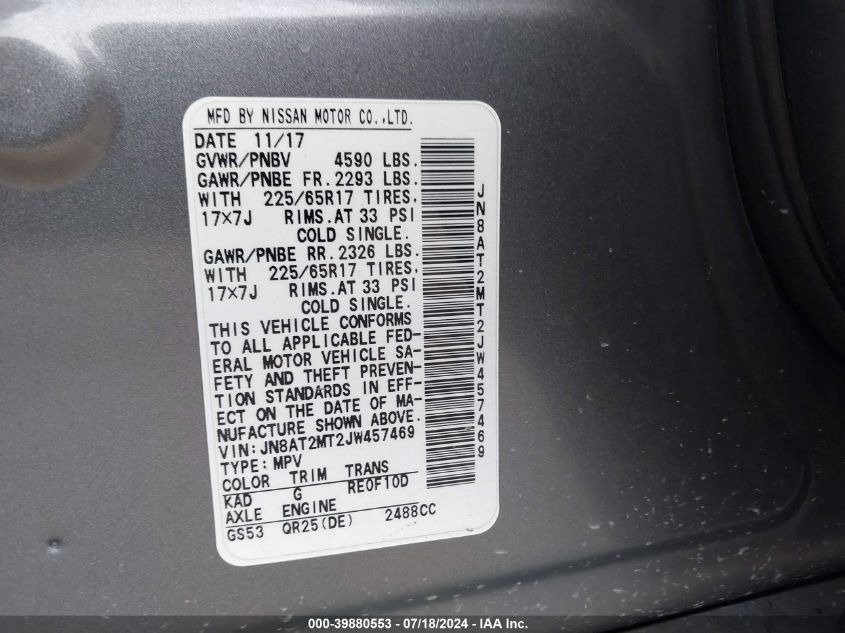 MFD BY NISSAN MOTOR CO.,LTD.
DATE 11/17
GVWR/PNBV 4590 LBS.
GAWR/PNBE FR. 2293 LBS.
WITH 225/65R17 TIRES,
17×7J RIMS. AT 33 PSI
COLD SINGLE.
GAWR/PNBE RR. 2326 LBS.
WITH 225/65R17 TIRES,
17×7J RIMS. AT 33 PSI
COLD SINGLE.
THIS VEHICLE CONFORMS
TO ALL APPLICABLE FED-
ERAL MOTOR VEHICLE SA-
FETY AND THEFT PREVEN-
TION STANDARDS IN EFF-
ECT ON THE DATE OF MA-
NUFACTURE SHOWN ABOVE.
VIN: JN8AT2MT2JW457469
TYPE: MPV
COLOR TRIM TRANS
KAD G RE0F10D
AXLE ENGINE
GS53 QR25(DE) 2488CC
JN8AT2MT2JW457469
000-39880553 - 07/18/2024 - IAA Inc.